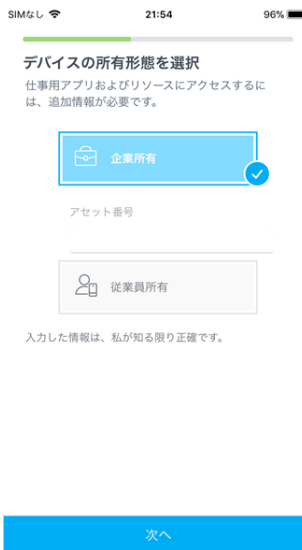 SIMなし 21:54 96%
デバイスの所有形態を選択
仕事用アプリおよびリソースにアクセスするに
は、追加情報が必要です。
企業所有
アセット番号
従業員所有
入力した情報は、私が知る限り正確です。
次へ